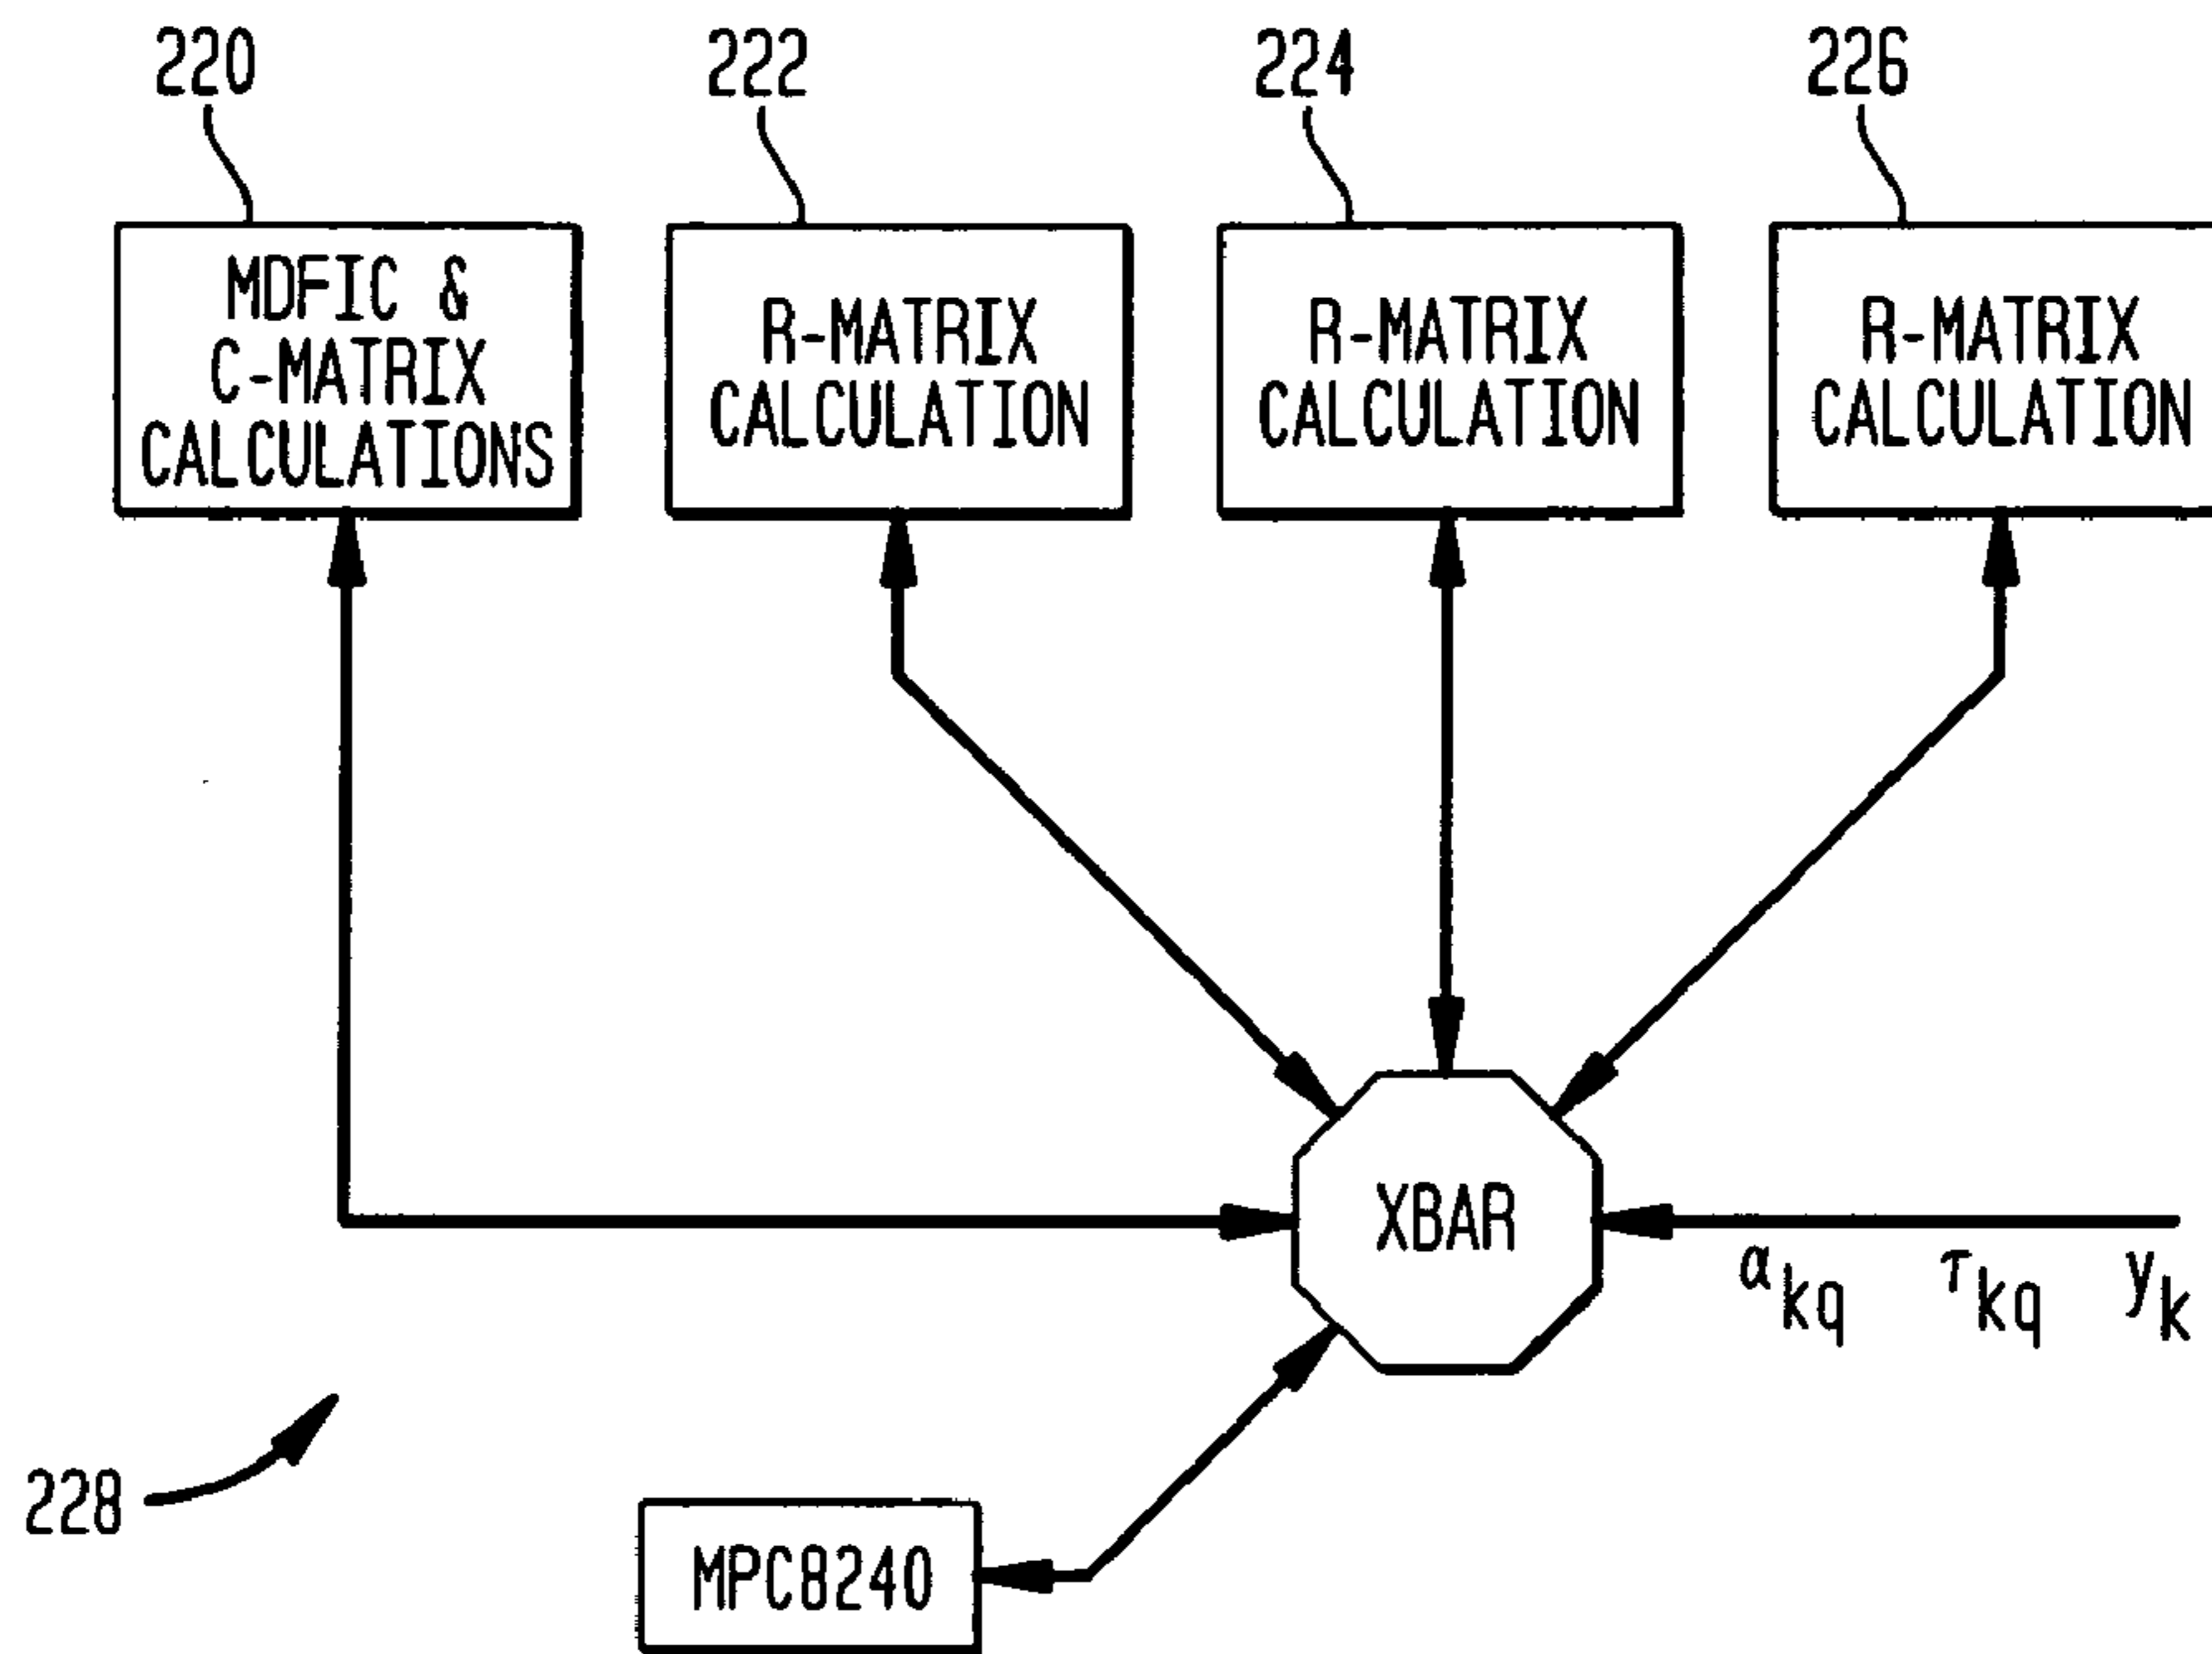 220
222
224
226
MDFIC &
C-MATRIX
CALCULATIONS
R-MATRIX
CALCULATION
R-MATRIX
CALCULATION
R-MATRIX
CALCULATION
XBAR
αkq τkq yk
228
MPC8240